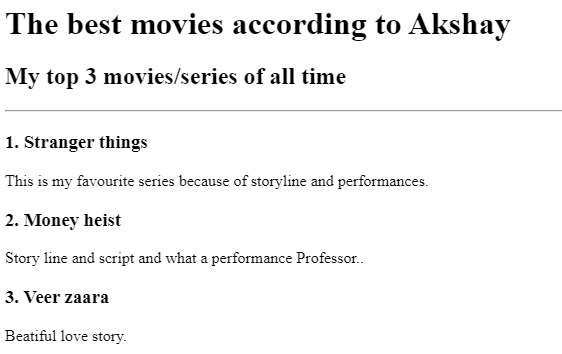 The best movies according to Akshay
My top 3 movies/series of all time
1. Stranger things
This is my favourite series because of storyline and performances.
2. Money heist
Story line and script and what a performance Professor..
3. Veer zaara
Beatiful love story.